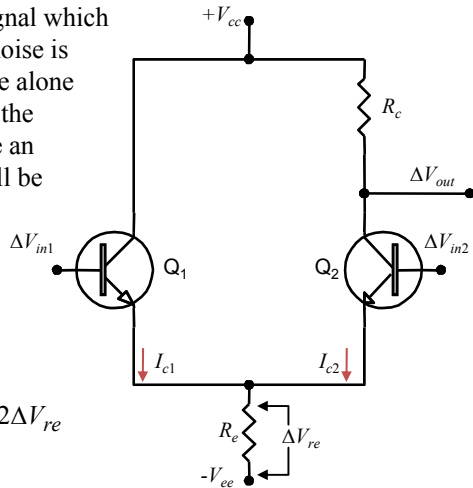 gnal which
noise is
e alone
the
e an
ll be
+Vcc
Rc
ΔVout
ΔVin1
Q1
Q2
ΔVin2
Ic1
Ic2
2ΔVre
Re
ΔVre
-Vee